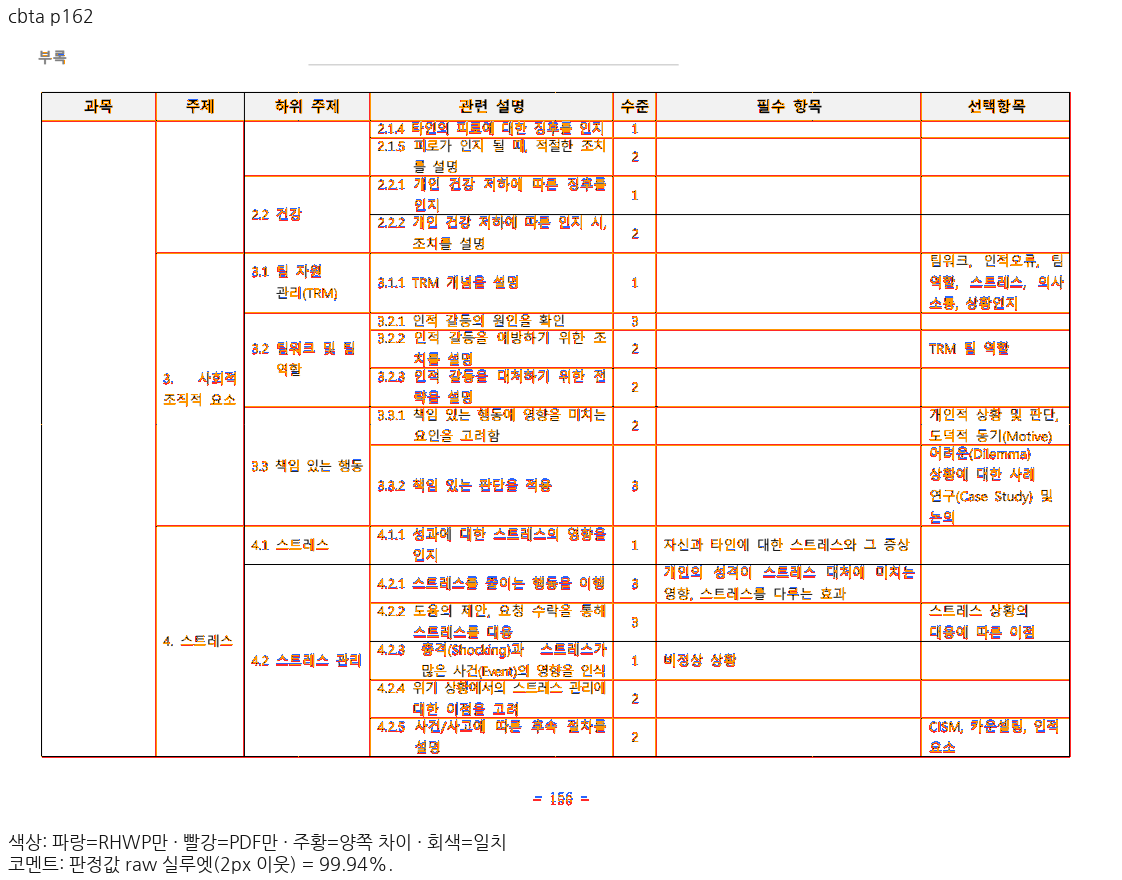 cbta p162
부록
과목 주제 하위 주제 관련 설명 수준 필수 항목 선택항목
2.1.4 타인의 피로에 대한 징후를 인지 1
2.1.5 피로가 인지 될 때, 적절한 조치
를 설명 2
2.2 건강
2.2.1 개인 건강 저하에 따른 징후를
인지 1
2.2.2 개인 건강 저하에 따른 인지 시,
조치를 설명 2
3. 사회적
조직적 요소
3.1 팀 자원
관리(TRM)
3.1.1 TRM 개념을 설명 1
팀워크, 인적오류, 팀
역할, 스트레스, 의사
소통, 상황인지
3.2 팀워크 및 팀
역할
3.2.1 인적 갈등의 원인을 확인 3
3.2.2 인적 갈등을 예방하기 위한 조
치를 설명 2
TRM 팀 역할
3.2.3 인적 갈등을 대처하기 위한 전
략을 설명 2
3.3 책임 있는 행동
3.3.1 책임 있는 행동에 영향을 미치는
요인을 고려함 2
개인적 상황 및 판단,
도덕적 동기(Motive)
3.3.2 책임 있는 판단을 적용 3
어려운(Dilemma)
상황에 대한 사례
연구(Case Study) 및
논의
4. 스트레스
4.1 스트레스
4.1.1 성과에 대한 스트레스의 영향을
인지 1
자신과 타인에 대한 스트레스와 그 증상
4.2 스트레스 관리
4.2.1 스트레스를 줄이는 행동을 이행 3
개인의 성격이 스트레스 대처에 미치는
영향, 스트레스를 다루는 효과
4.2.2 도움의 제안, 요청 수락을 통해
스트레스를 대응 3
스트레스 상황의
대응에 따른 이점
4.2.3 충격(Shocking)과 스트레스가
많은 사건(Event)의 영향을 인식 1
비정상 상황
4.2.4 위기 상황에서의 스트레스 관리에
대한 이점을 고려 2
4.2.5 사건/사고에 따른 후속 절차를
설명 2
CISM, 카운셀링, 인적
요소
- 156 -
색상: 파랑=RHWP만 · 빨강=PDF만 · 주황=양쪽 차이 · 회색=일치
코멘트: 판정값 raw 실루엣(2px 이웃) = 99.94%.